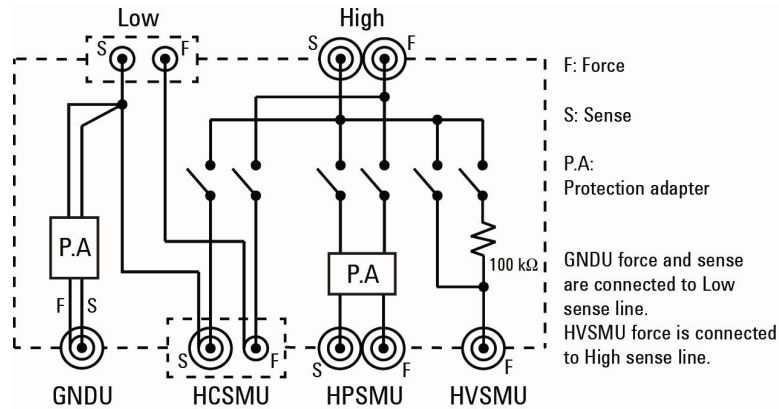 Low
High
S
F
S
F
F: Force
S: Sense
P.A:
Protection adapter
P.A
P.A
100 kΩ
F
S
GNDU force and sense
are connected to Low
sense line.
HVSMU force is connected
to High sense line.
S
F
S
F
F
GNDU
HCSMU
HPSMU
HVSMU